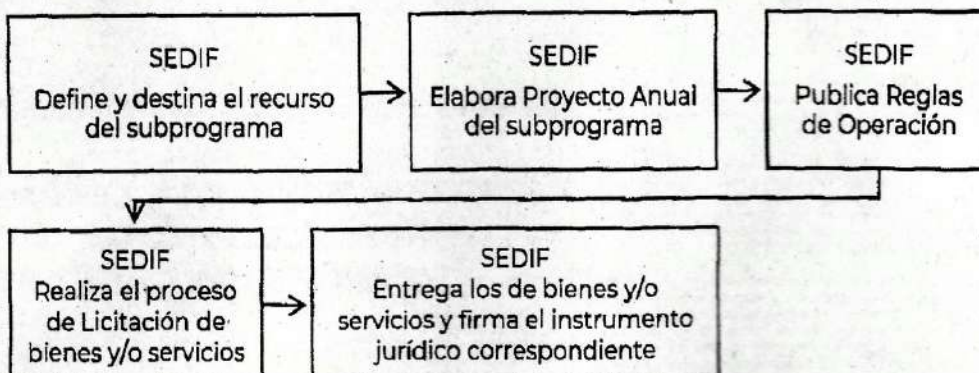 SEDIF
Define y destina el recurso
del subprograma
SEDIF
Elabora Proyecto Anual
del subprograma
SEDIF
Publica Reglas
de Operación
SEDIF
Realiza el proceso
de Licitación de
bienes y/o servicios
SEDIF
Entrega los de bienes y/o
servicios y firma el instrumento
jurídico correspondiente